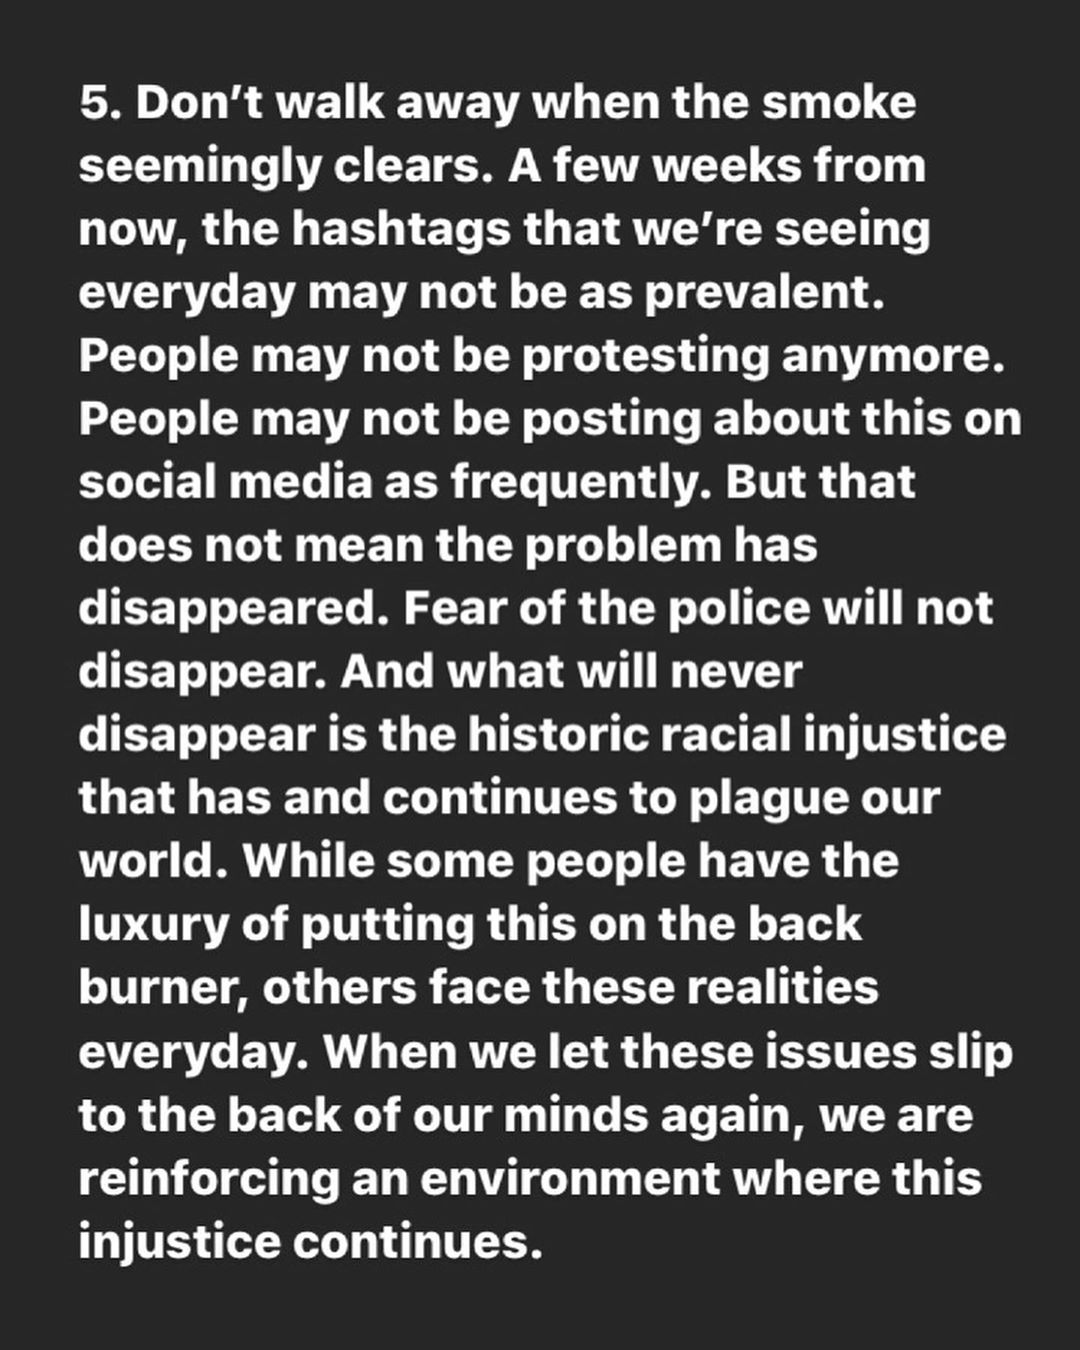 5. Don’t walk away when the smoke
seemingly clears. A few weeks from
now, the hashtags that we’re seeing
everyday may not be as prevalent.
People may not be protesting anymore.
People may not be posting about this on
social media as frequently. But that
does not mean the problem has
disappeared. Fear of the police will not
disappear. And what will never
disappear is the historic racial injustice
that has and continues to plague our
world. While some people have the
luxury of putting this on the back
burner, others face these realities
everyday. When we let these issues slip
to the back of our minds again, we are
reinforcing an environment where this
injustice continues.